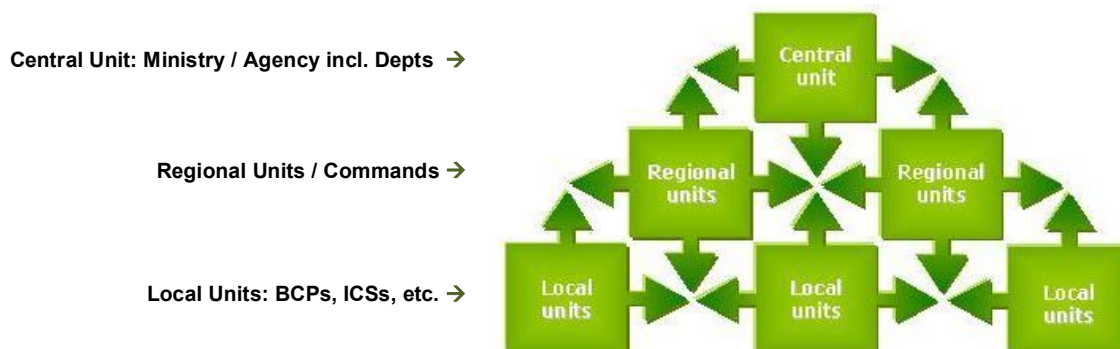 Central Unit: Ministry / Agency incl. Depts →
Central
unit
Regional Units / Commands →
Regional
units
Regional
units
Local Units: BCPs, ICSs, etc. →
Local
units
Local
units
Local
units